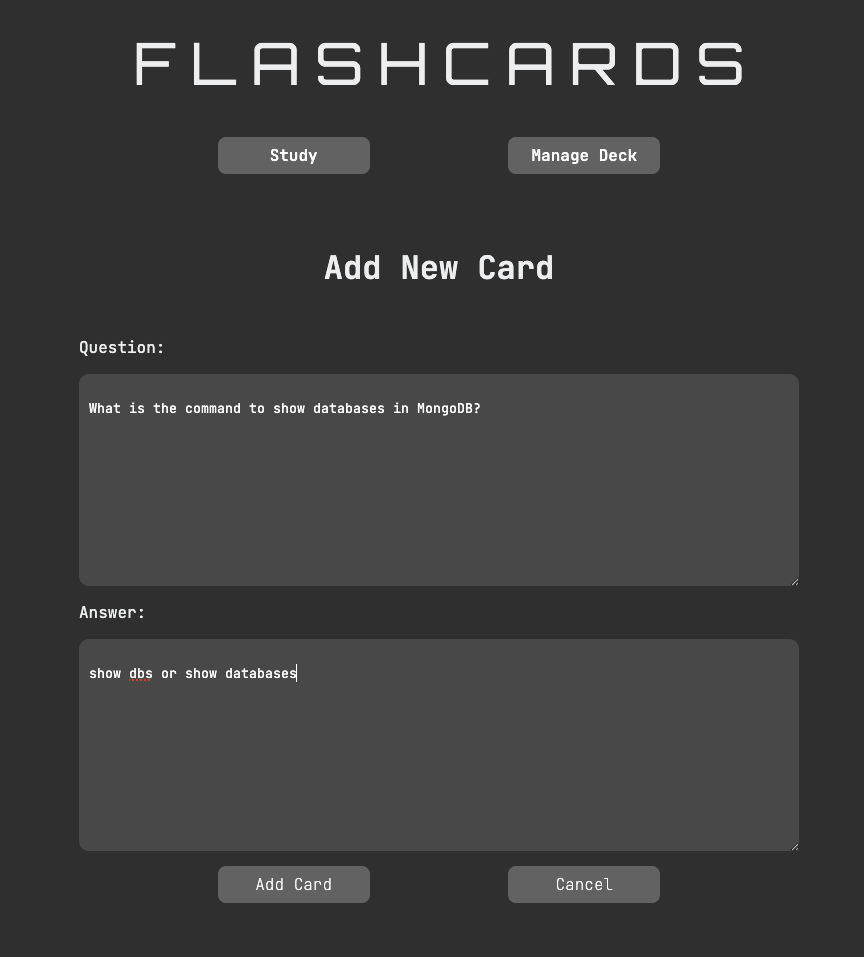 FLASHCARDS
Study Manage Deck
Add New Card
Question:
What is the command to show databases in MongoDB?
Answer:
show dbs or show databases
Add Card Cancel